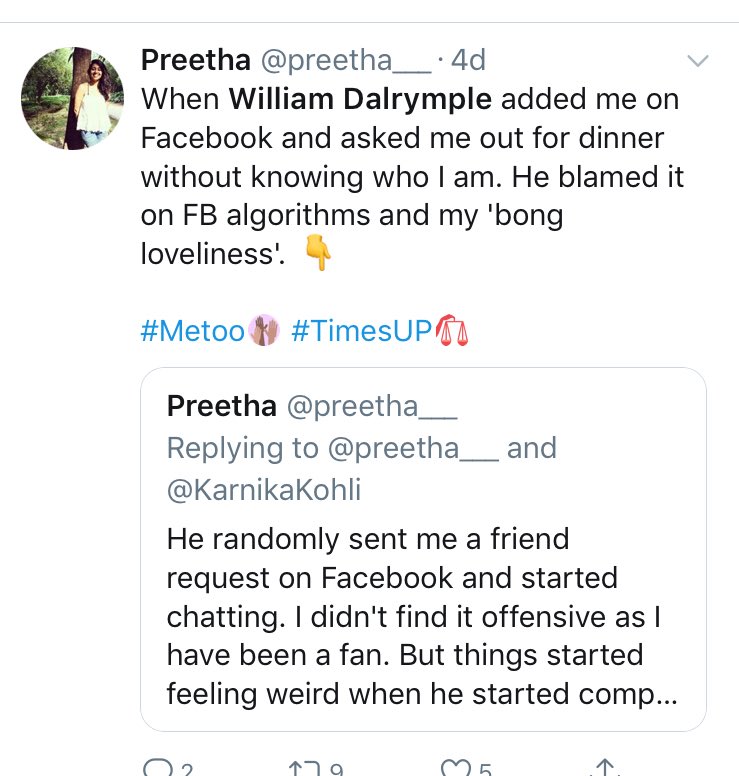 Preetha @preetha___ · 4d
When William Dalrymple added me on
Facebook and asked me out for dinner
without knowing who I am. He blamed it
on FB algorithms and my 'bong
loveliness'. 👇
#Metoo #TimesUP
Preetha @preetha___
Replying to @preetha___ and
@KarnikaKohli
He randomly sent me a friend
request on Facebook and started
chatting. I didn't find it offensive as I
have been a fan. But things started
feeling weird when he started comp...
2 9 5